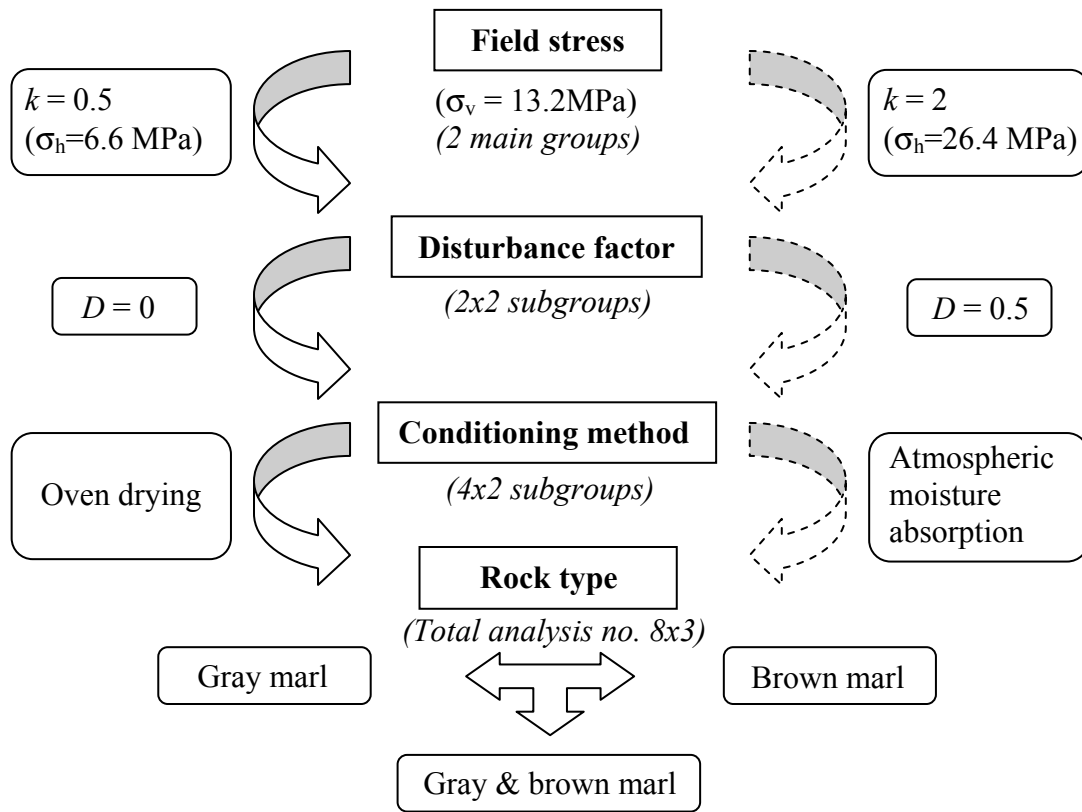 Field stress
k = 0.5
(σh=6.6 MPa)
(σv = 13.2MPa)
(2 main groups)
k = 2
(σh=26.4 MPa)
Disturbance factor
(2x2 subgroups)
D = 0
D = 0.5
Conditioning method
(4x2 subgroups)
Oven drying
Atmospheric
moisture
absorption
Rock type
(Total analysis no. 8x3)
Gray marl
Brown marl
Gray & brown marl